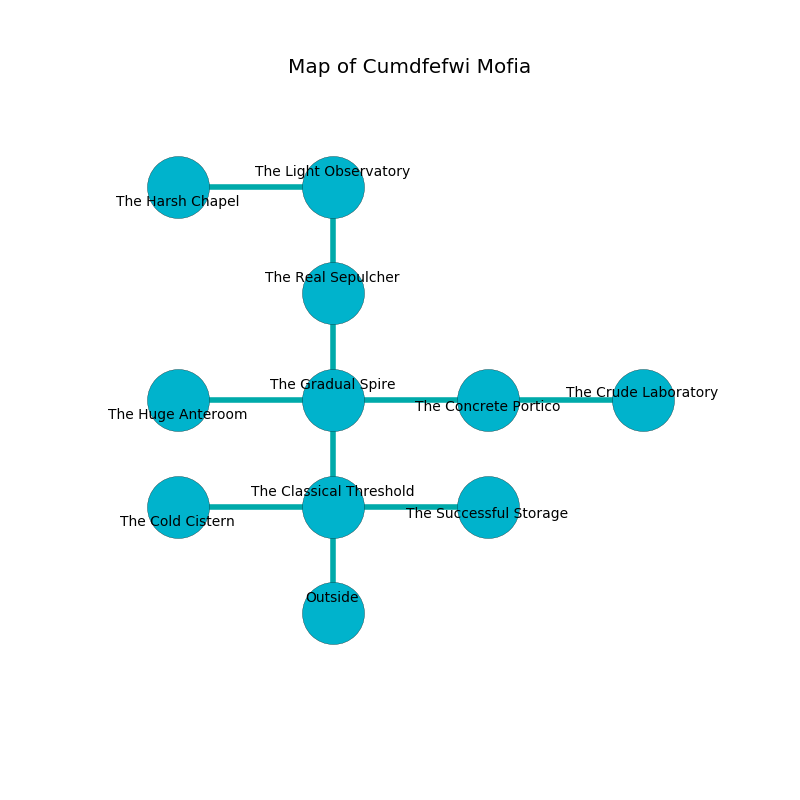 Map of Cumdfefwi Mofia
The Light Observatory
The Harsh Chapel
The Real Sepulcher
The Gradual Spire
The Crude Laboratory
The Concrete Portico
The Huge Anteroom
The Classical Threshold
The Successful Storage
The Cold Cistern
Outside